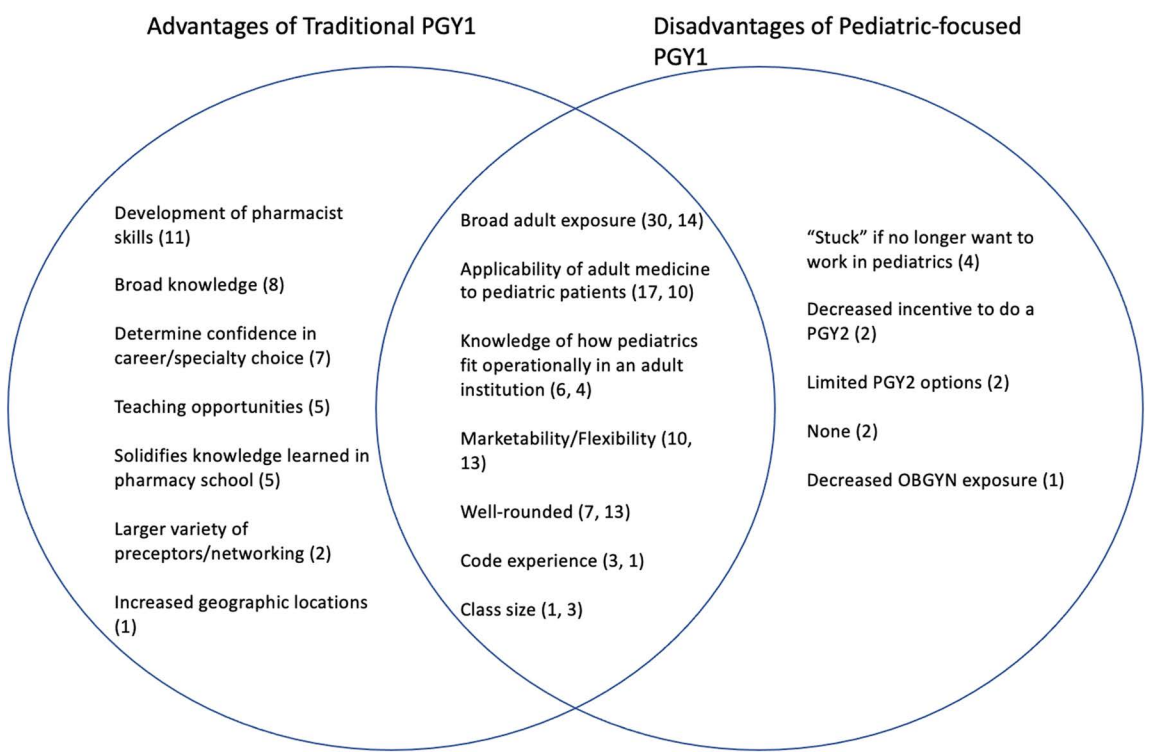 Advantages of Traditional PGY1
Disadvantages of Pediatric-focused
PGY1
Development of pharmacist
skills (11)
Broad knowledge (8)
Determine confidence in
career/specialty choice (7)
Teaching opportunities (5)
Solidifies knowledge learned in
pharmacy school (5)
Larger variety of
preceptors/networking (2)
Increased geographic locations
(1)
Broad adult exposure (30, 14)
Applicability of adult medicine
to pediatric patients (17, 10)
Knowledge of how pediatrics
fit operationally in an adult
institution (6, 4)
Marketability/Flexibility (10,
13)
Well-rounded (7, 13)
Code experience (3, 1)
Class size (1, 3)
“Stuck” if no longer want to
work in pediatrics (4)
Decreased incentive to do a
PGY2 (2)
Limited PGY2 options (2)
None (2)
Decreased OBGYN exposure (1)